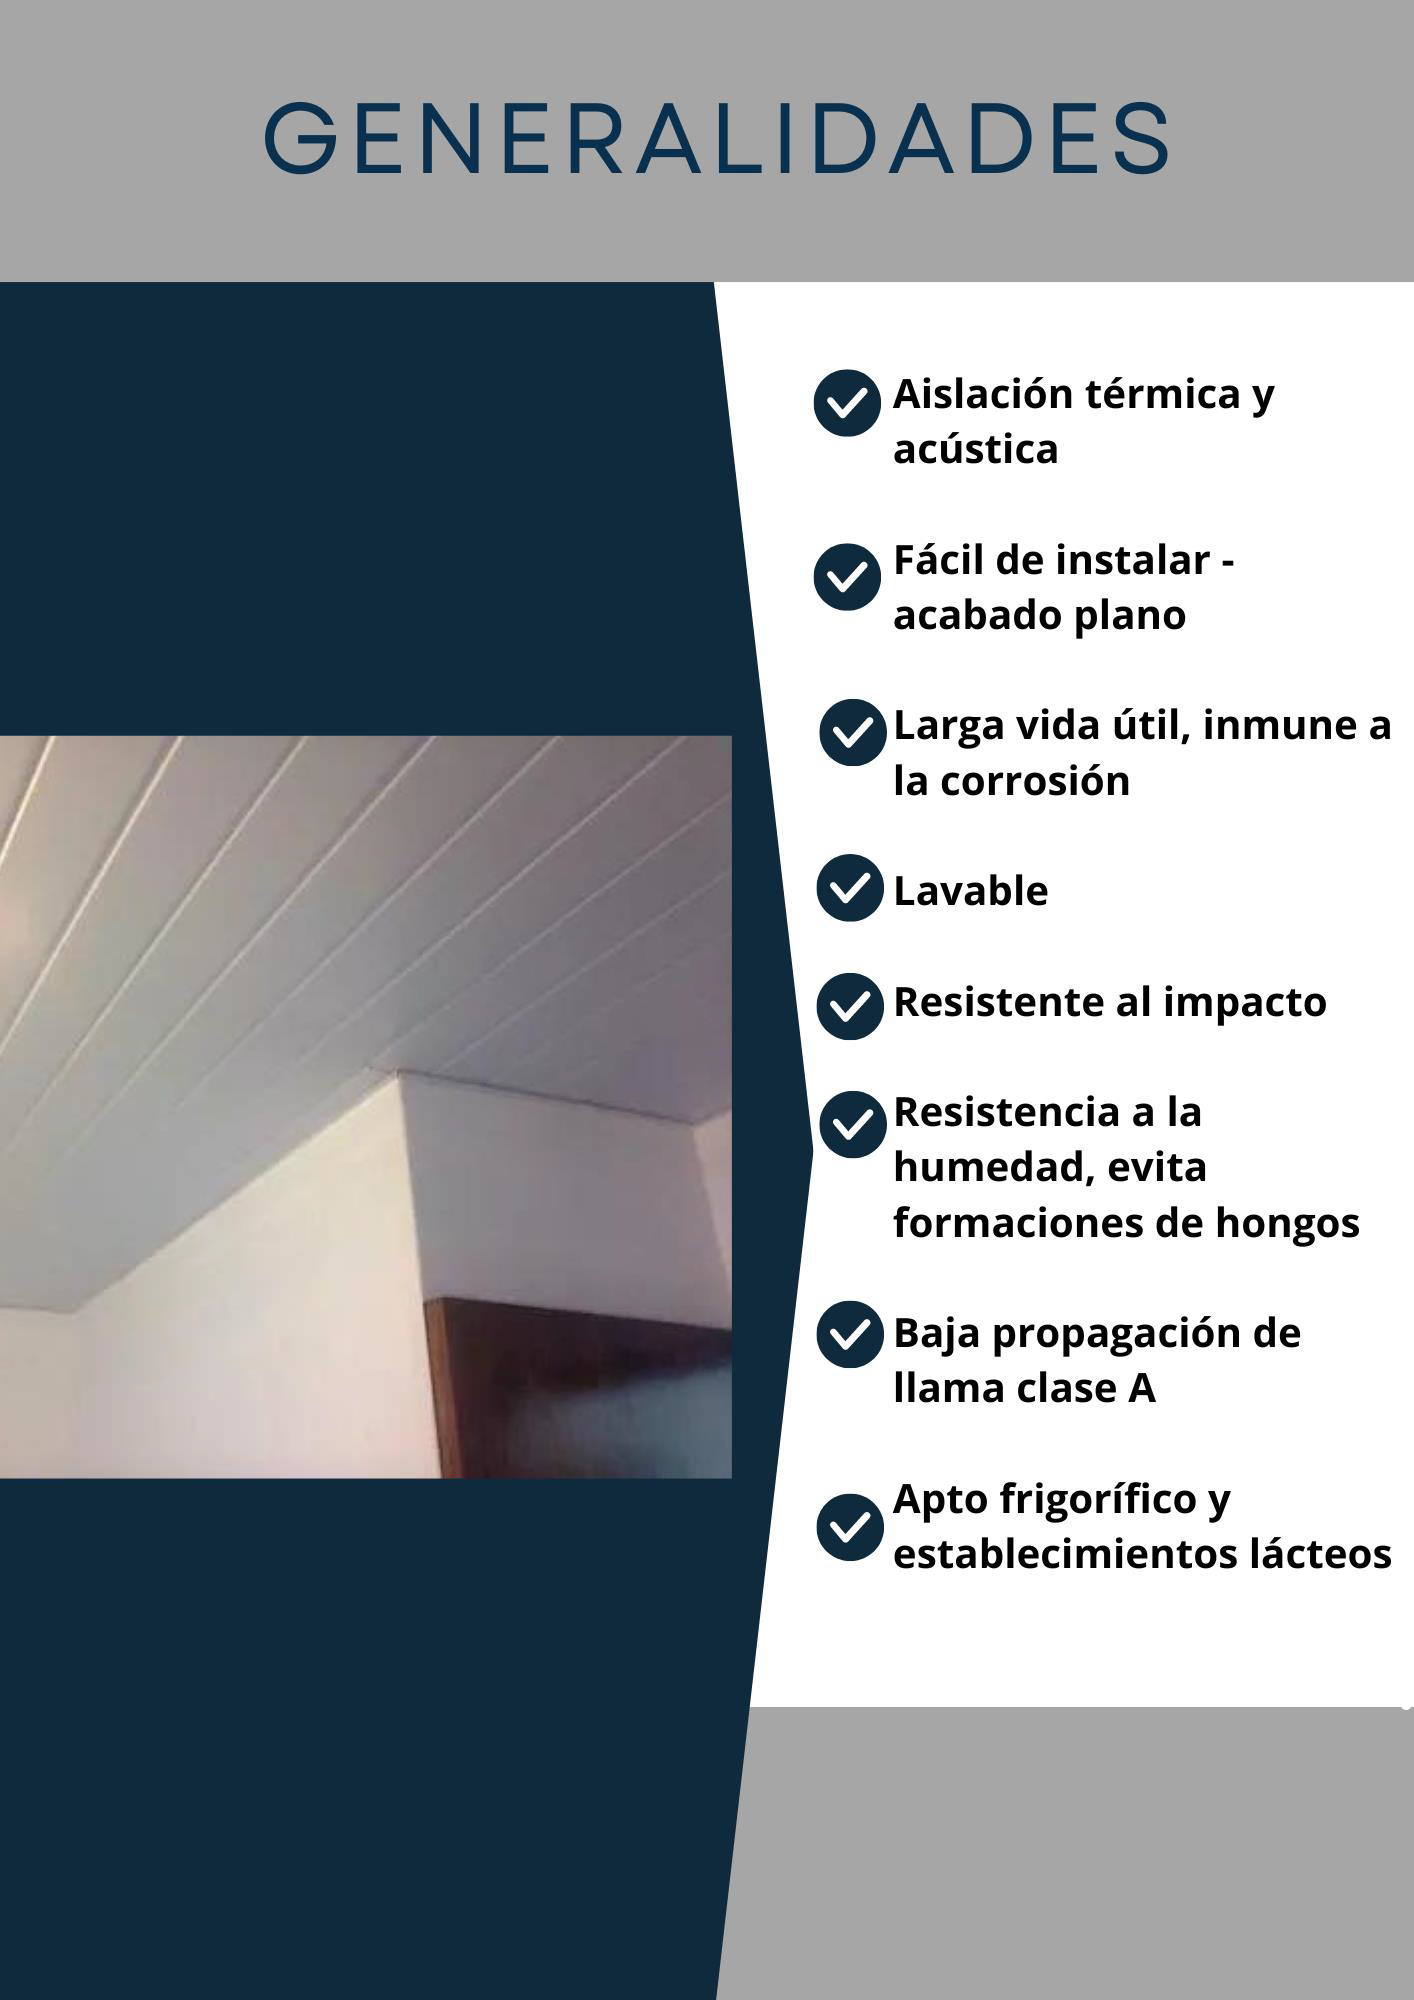 GENERALIDADES
Aislación térmica y
acústica
Fácil de instalar -
acabado plano
Larga vida útil, inmune a
la corrosión
Lavable
Resistente al impacto
Resistencia a la
humedad, evita
formaciones de hongos
Baja propagación de
llama clase A
Apto frigorífico y
establecimientos lácteos